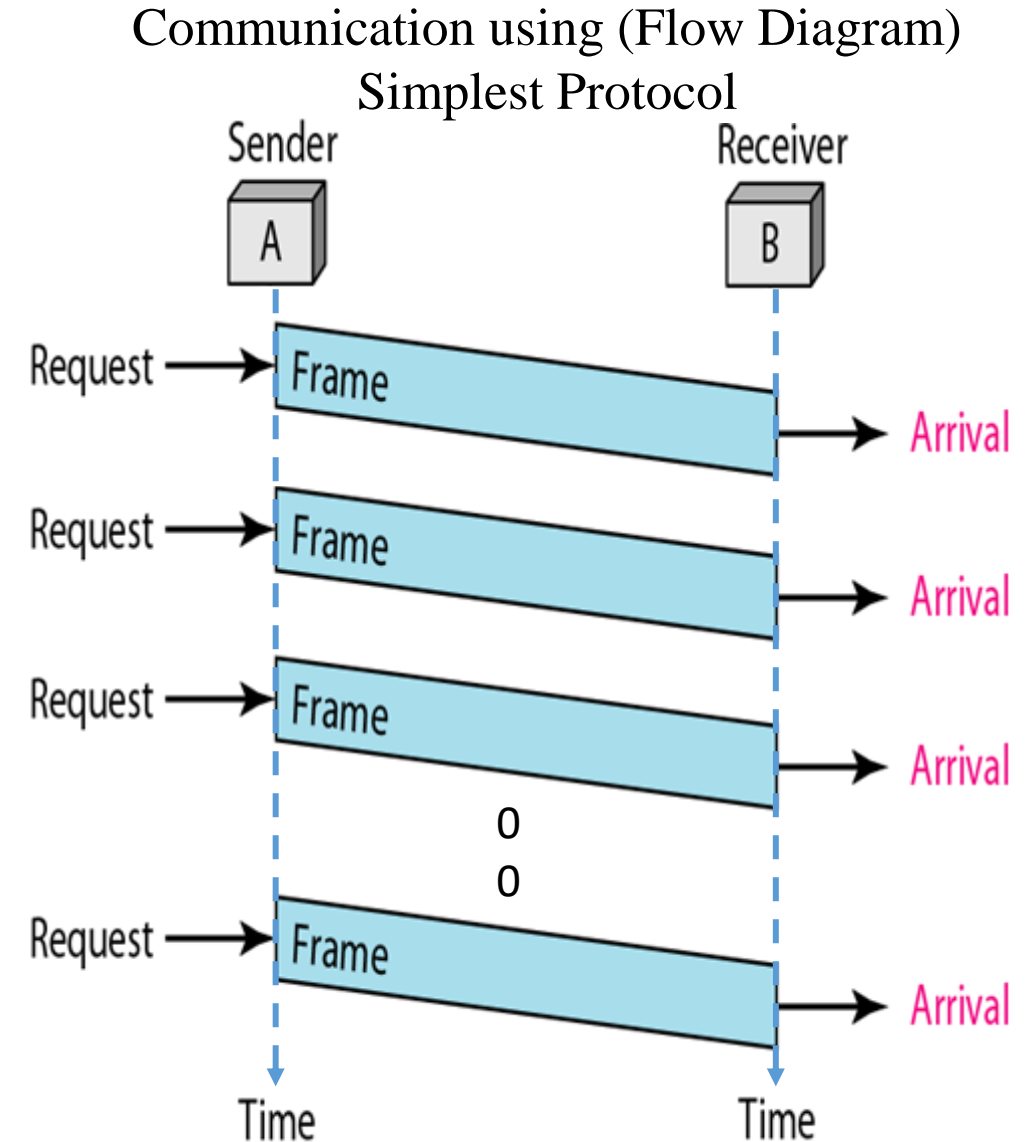 Communication using (Flow Diagram)
Simplest Protocol
Sender
Receiver
A
B
Request
Frame
Arrival
Request
Frame
Arrival
Request
Frame
Arrival
0
0
Request
Frame
Arrival
Time
Time